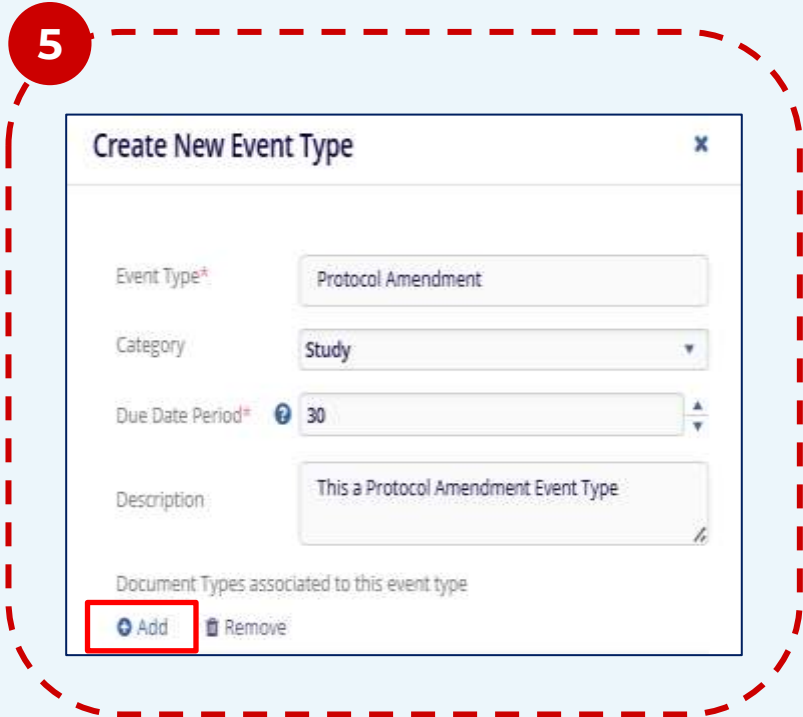 5
Create New Event Type
Event Type* Protocol Amendment
Category Study
Due Date Period* 30
Description This a Protocol Amendment Event Type
Document Types associated to this event type
Add Remove